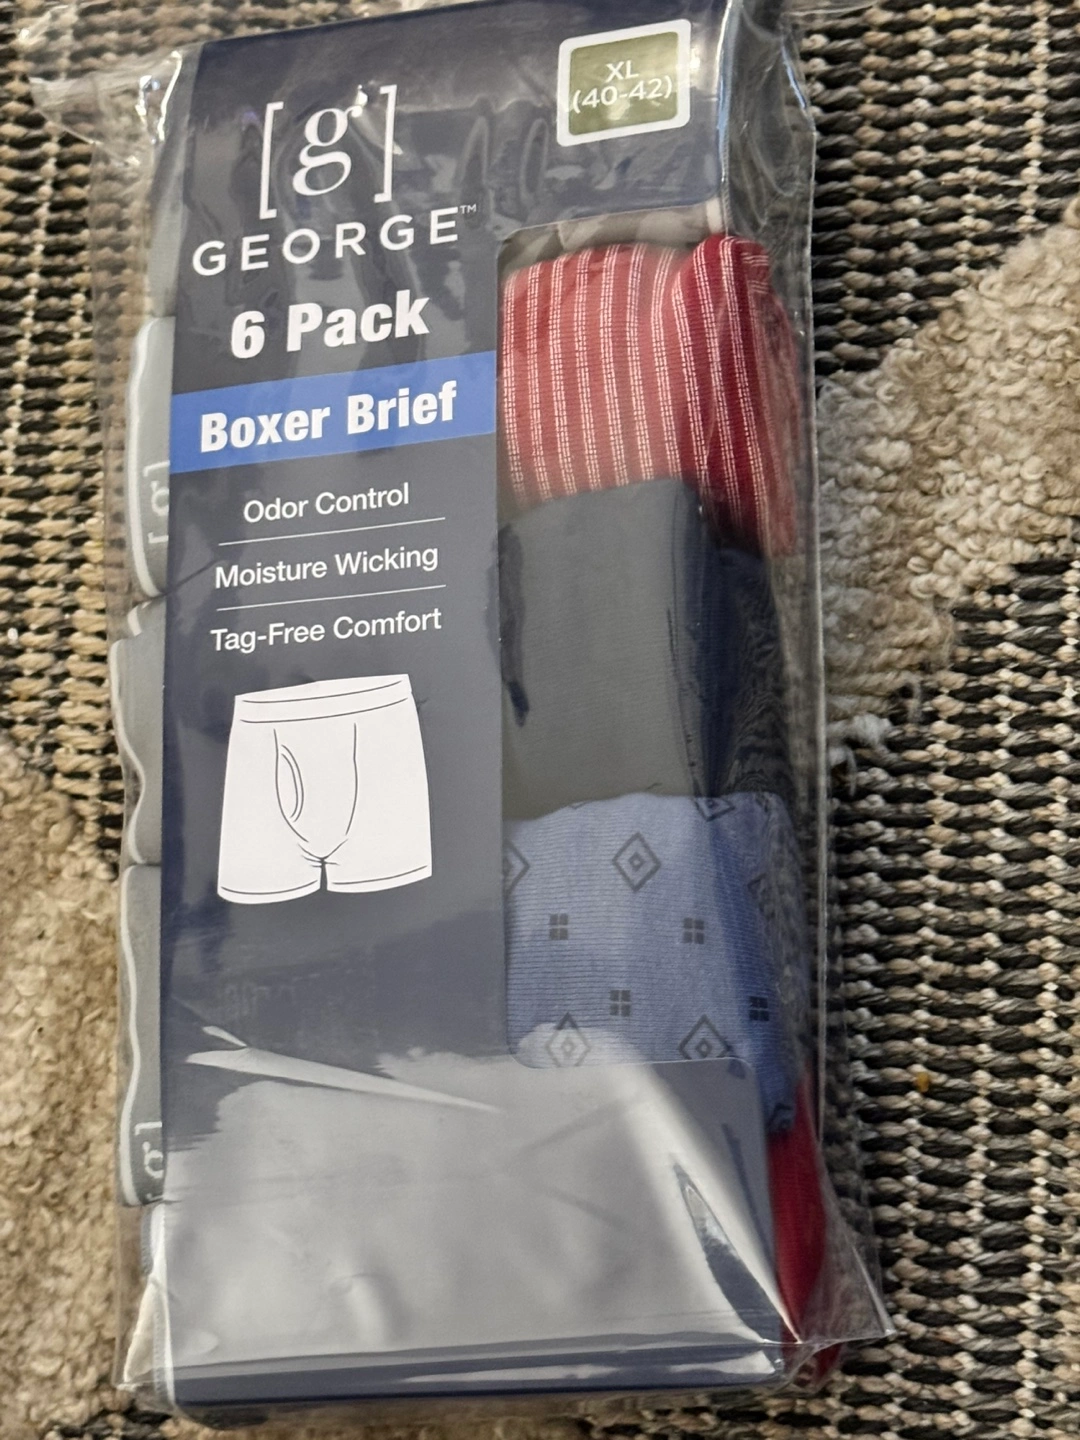 XL
(40-42)
[g]
GEORGE™
6 Pack
Boxer Brief
Odor Control
Moisture Wicking
Tag-Free Comfort
[g]
[g]